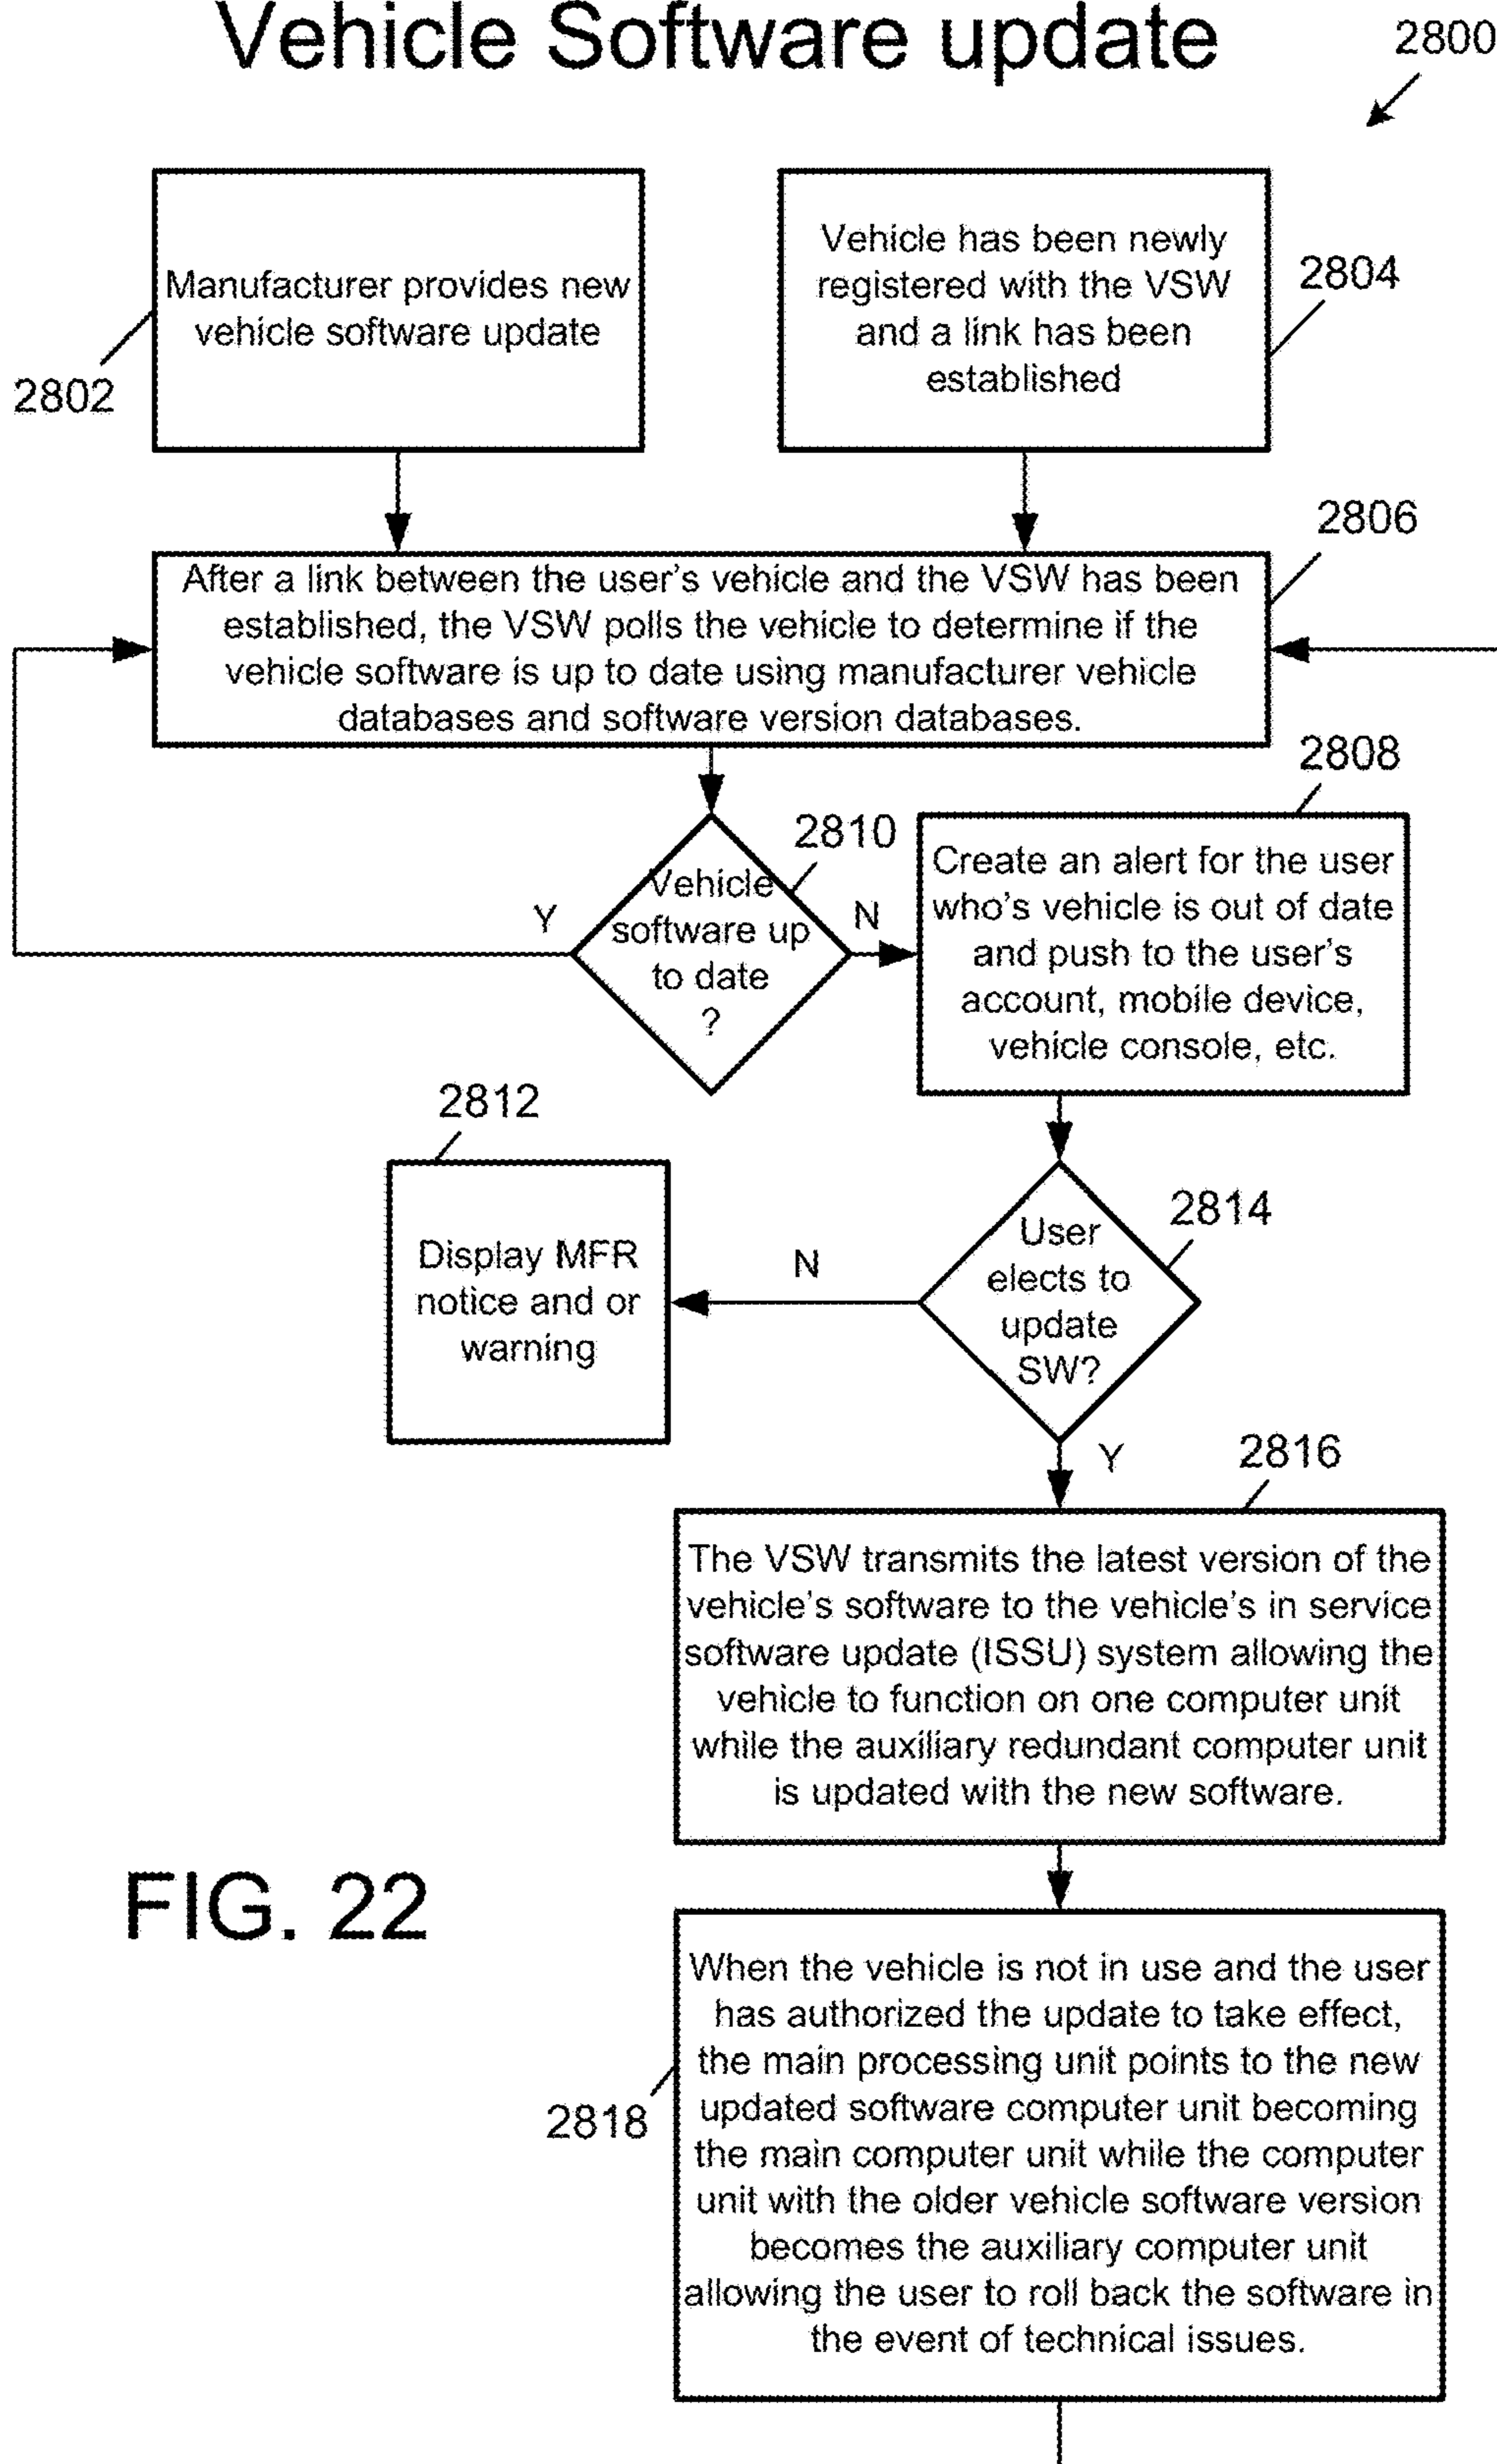 Vehicle Software update
2800
Manufacturer provides new
vehicle software update
2802
Vehicle has been newly
registered with the VSW
and a link has been
established
2804
2806
After a link between the user's vehicle and the VSW has been
established, the VSW polls the vehicle to determine if the
vehicle software is up to date using manufacturer vehicle
databases and software version databases.
2810
Vehicle
software up
to date
?
Y
N
2808
Create an alert for the user
who's vehicle is out of date
and push to the user's
account, mobile device,
vehicle console, etc.
2812
Display MFR
notice and or
warning
N
2814
User
elects to
update
SW?
Y
2816
The VSW transmits the latest version of the
vehicle's software to the vehicle's in service
software update (ISSU) system allowing the
vehicle to function on one computer unit
while the auxiliary redundant computer unit
is updated with the new software.
FIG. 22
2818
When the vehicle is not in use and the user
has authorized the update to take effect,
the main processing unit points to the new
updated software computer unit becoming
the main computer unit while the computer
unit with the older vehicle software version
becomes the auxiliary computer unit
allowing the user to roll back the software in
the event of technical issues.